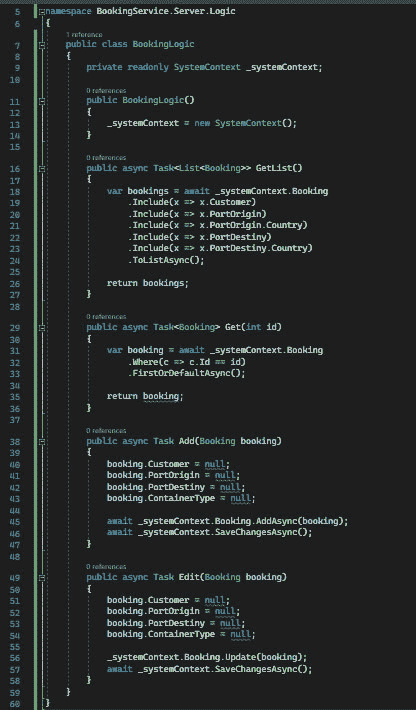 5 namespace BookingService.Server.Logic
6 {
1 reference
7 public class BookingLogic
8 {
9 private readonly SystemContext _systemContext;
10
0 references
11 public BookingLogic()
12 {
13 _systemContext = new SystemContext();
14 }
15
0 references
16 public async Task<List<Booking>> GetList()
17 {
18 var bookings = await _systemContext.Booking
19 .Include(x => x.Customer)
20 .Include(x => x.PortOrigin)
21 .Include(x => x.PortOrigin.Country)
22 .Include(x => x.PortDestiny)
23 .Include(x => x.PortDestiny.Country)
24 .ToListAsync();
25
26 return bookings;
27 }
28
0 references
29 public async Task<Booking> Get(int id)
30 {
31 var booking = await _systemContext.Booking
32 .Where(c => c.Id == id)
33 .FirstOrDefaultAsync();
34
35 return booking;
36 }
37
0 references
38 public async Task Add(Booking booking)
39 {
40 booking.Customer = null;
41 booking.PortOrigin = null;
42 booking.PortDestiny = null;
43 booking.ContainerType = null;
44
45 await _systemContext.Booking.AddAsync(booking);
46 await _systemContext.SaveChangesAsync();
47 }
48
0 references
49 public async Task Edit(Booking booking)
50 {
51 booking.Customer = null;
52 booking.PortOrigin = null;
53 booking.PortDestiny = null;
54 booking.ContainerType = null;
55
56 _systemContext.Booking.Update(booking);
57 await _systemContext.SaveChangesAsync();
58 }
59 }
60 }